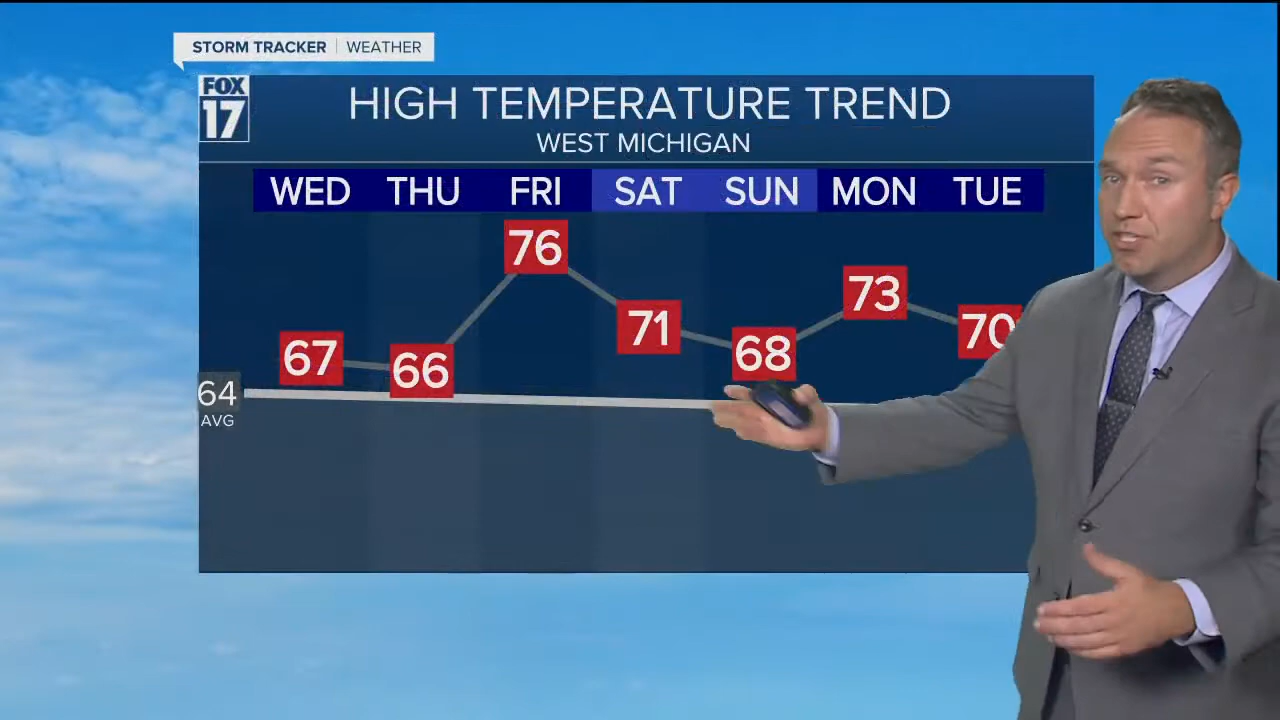 STORM TRACKER | WEATHER
FOX
17
HIGH TEMPERATURE TREND
WEST MICHIGAN
WED THU FRI SAT SUN MON TUE
76
73
71
70
68
67
66
64
AVG